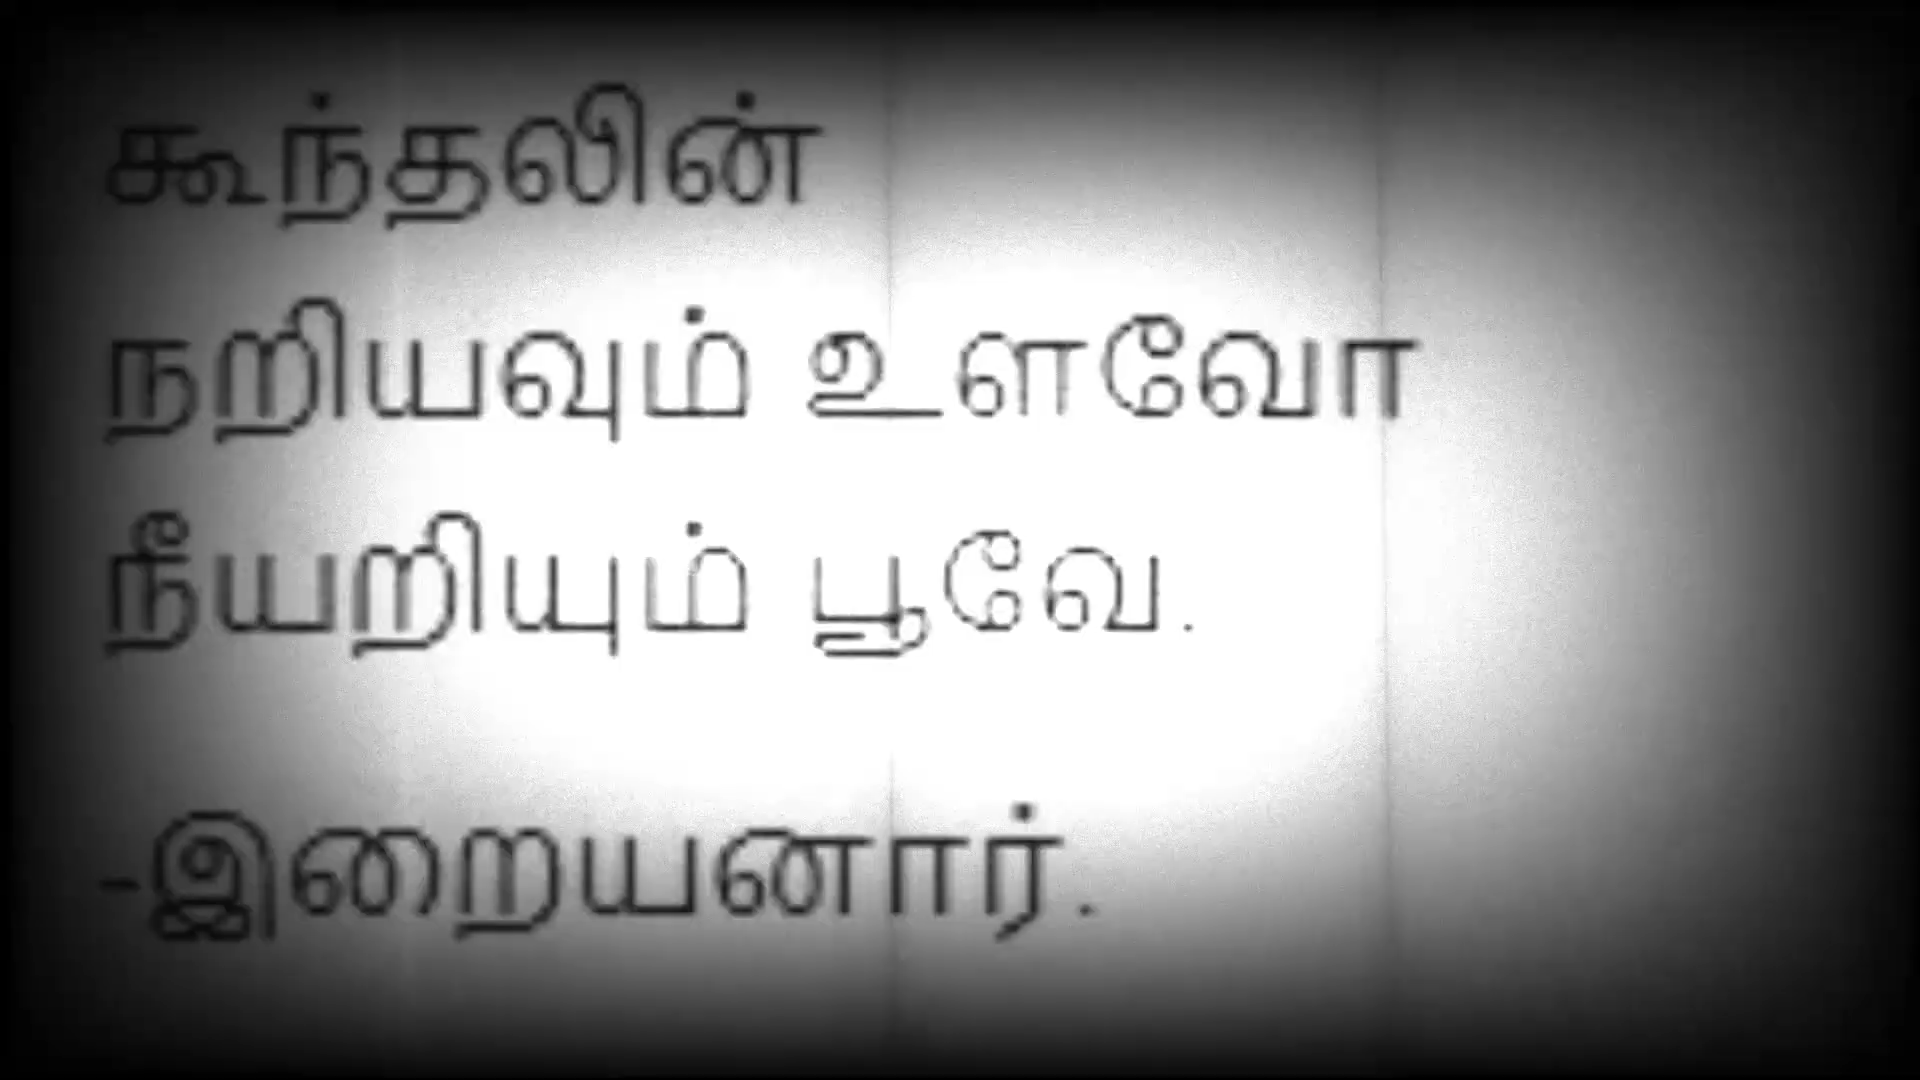 கூந்தலின்
நறியவும் உளவோ
நீயறியும் பூவே.
-இறையனார்.